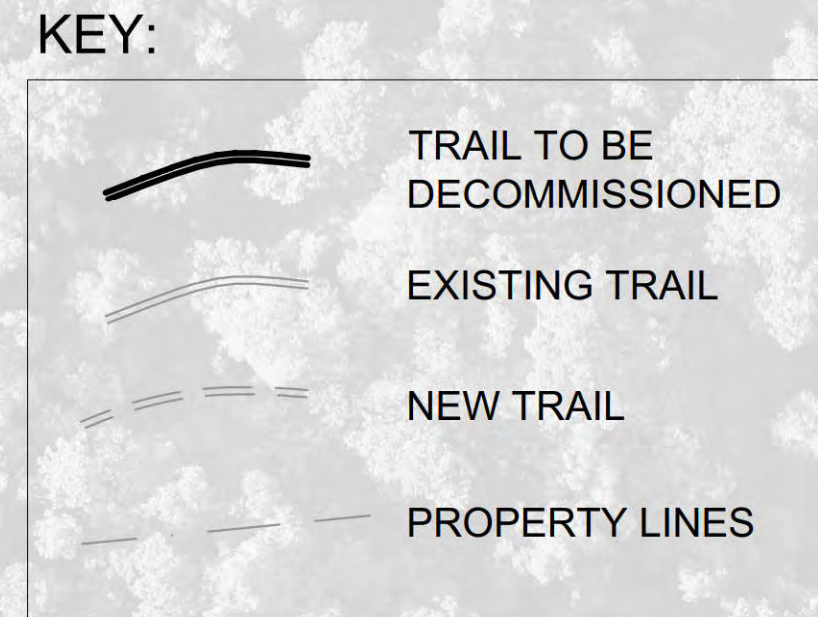 KEY:
TRAIL TO BE
DECOMMISSIONED
EXISTING TRAIL
NEW TRAIL
PROPERTY LINES